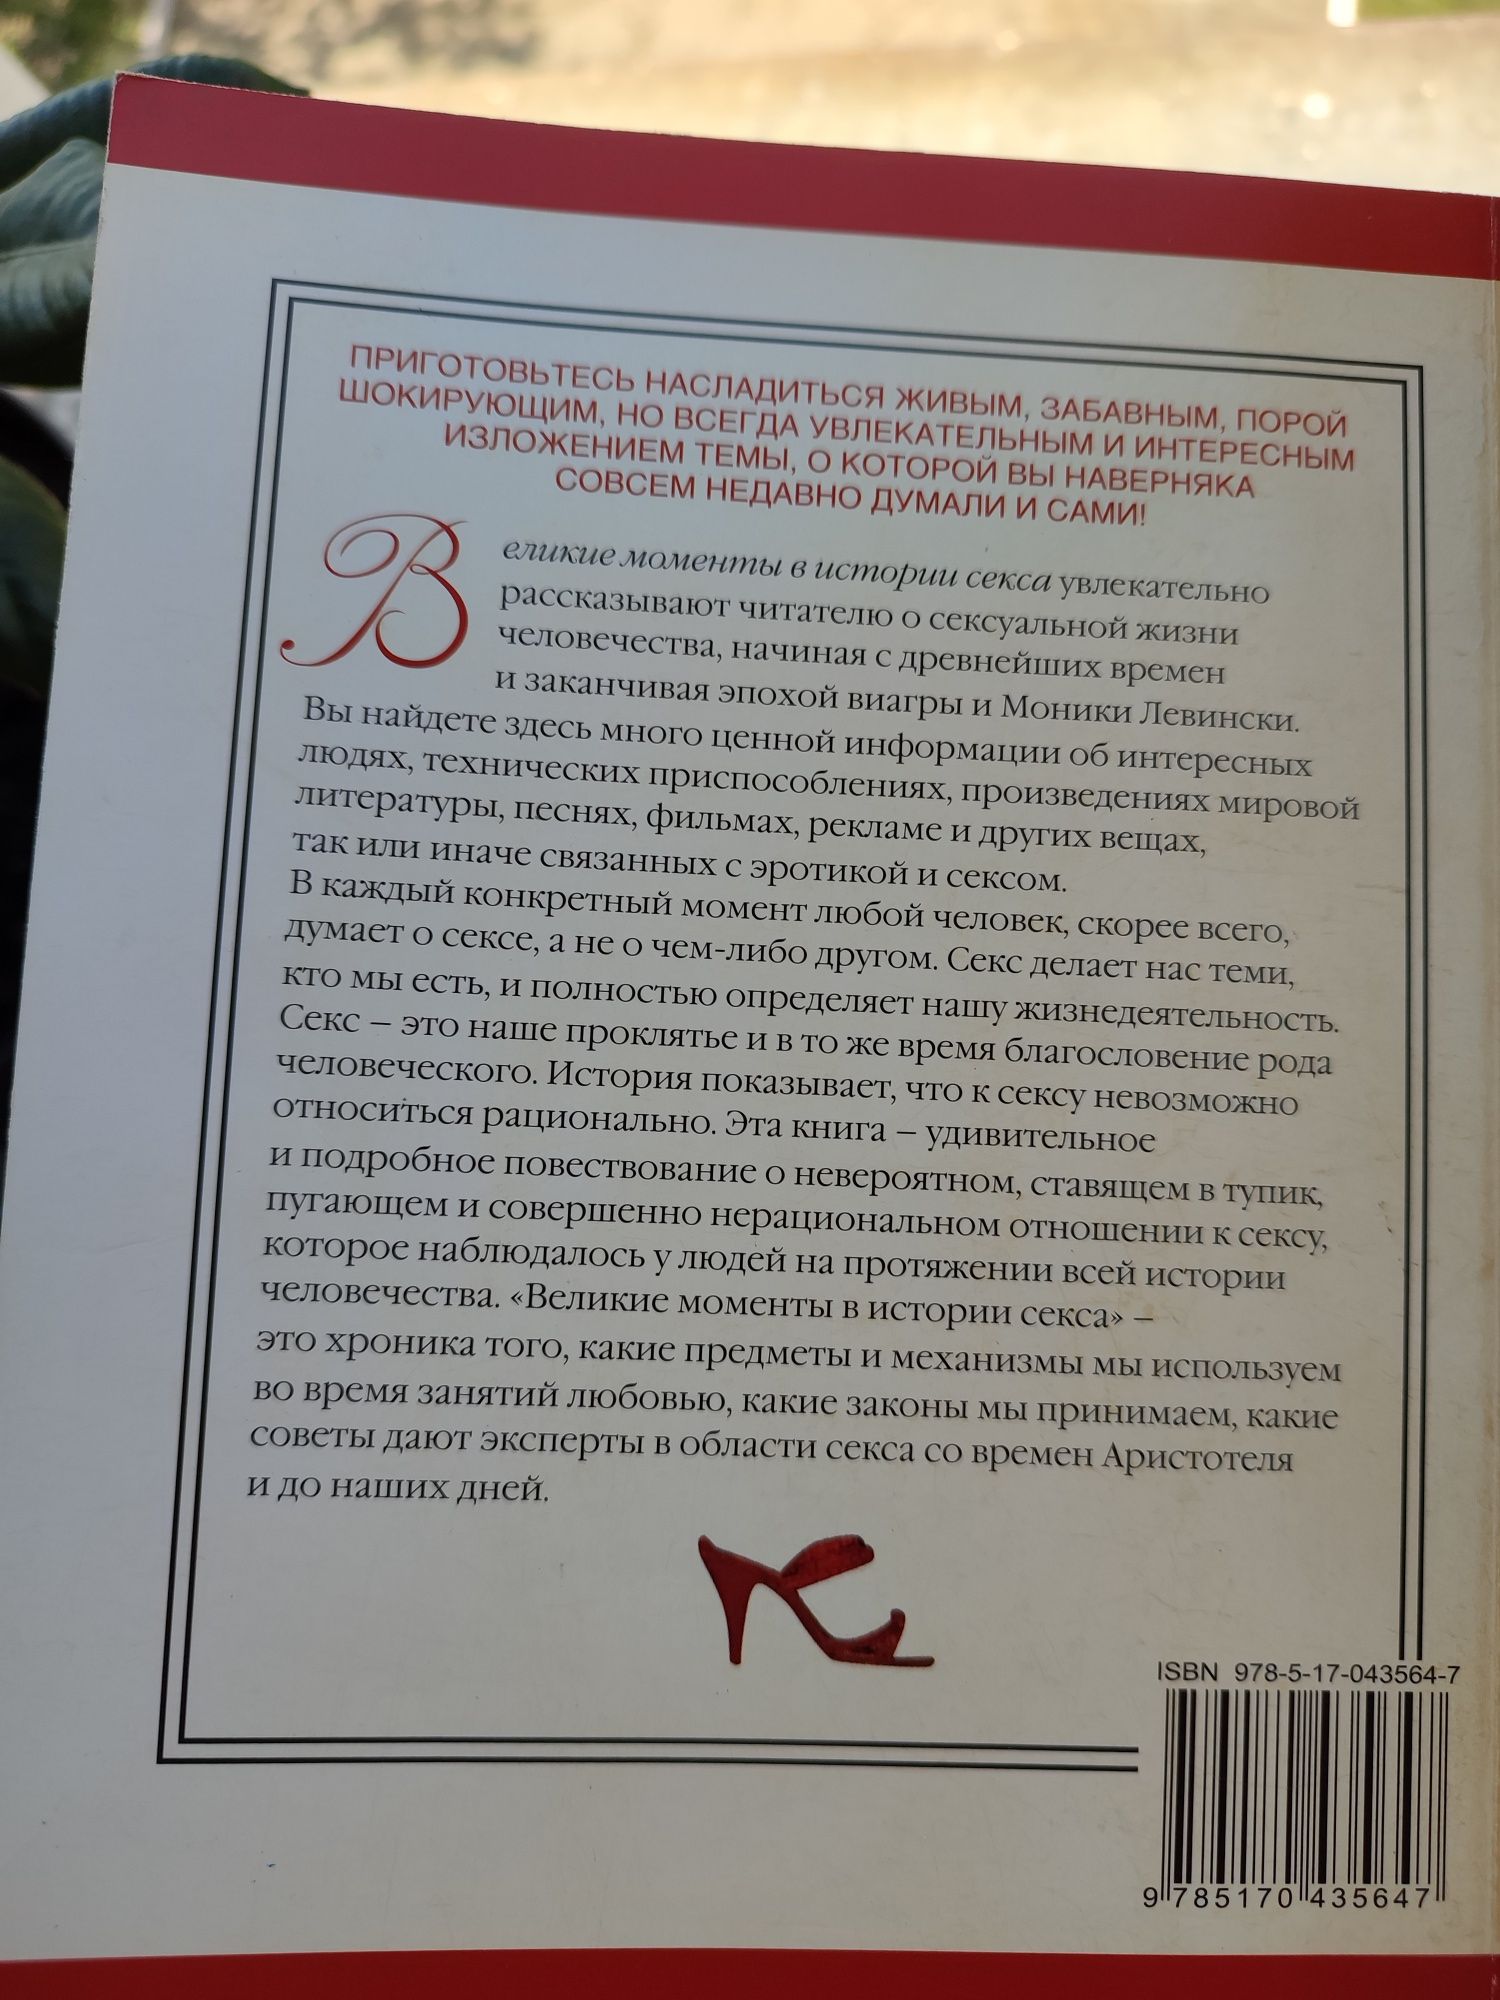 ПРИГОТОВЬТЕСЬ НАСЛАДИТЬСЯ ЖИВЫМ, ЗАБАВНЫМ, ПОРОЙ
ШОКИРУЮЩИМ, НО ВСЕГДА УВЛЕКАТЕЛЬНЫМ И ИНТЕРЕСНЫМ
ИЗЛОЖЕНИЕМ ТЕМЫ, О КОТОРОЙ ВЫ НАВЕРНЯКА
СОВСЕМ НЕДАВНО ДУМАЛИ И САМИ!
Великие моменты в истории секса увлекательно
рассказывают читателю о сексуальной жизни
человечества, начиная с древнейших времен
и заканчивая эпохой виагры и Моники Левински.
Вы найдете здесь много ценной информации об интересных
людях, технических приспособлениях, произведениях мировой
литературы, песнях, фильмах, рекламе и других вещах,
так или иначе связанных с эротикой и сексом.
В каждый конкретный момент любой человек, скорее всего,
думает о сексе, а не о чем-либо другом. Секс делает нас теми,
кто мы есть, и полностью определяет нашу жизнедеятельность.
Секс – это наше проклятье и в то же время благословение рода
человеческого. История показывает, что к сексу невозможно
относиться рационально. Эта книга – удивительное
и подробное повествование о невероятном, ставящем в тупик,
пугающем и совершенно нерациональном отношении к сексу,
которое наблюдалось у людей на протяжении всей истории
человечества. «Великие моменты в истории секса» –
это хроника того, какие предметы и механизмы мы используем
во время занятий любовью, какие законы мы принимаем, какие
советы дают эксперты в области секса со времен Аристотеля
и до наших дней.
ISBN 978-5-17-043564-7
9 785170 435647